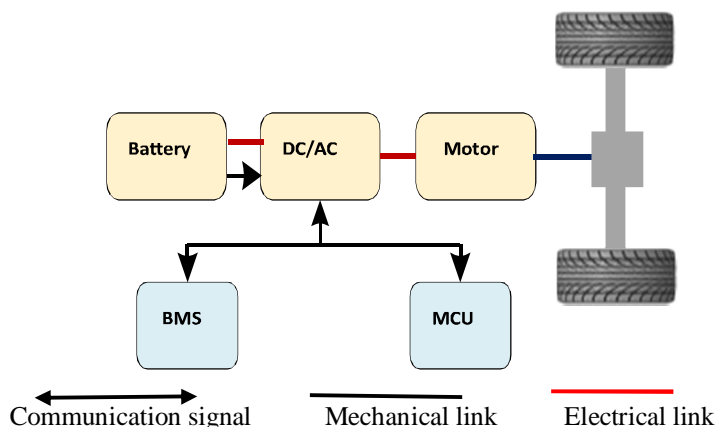 Battery
DC/AC
Motor
BMS
MCU
Communication signal
Mechanical link
Electrical link